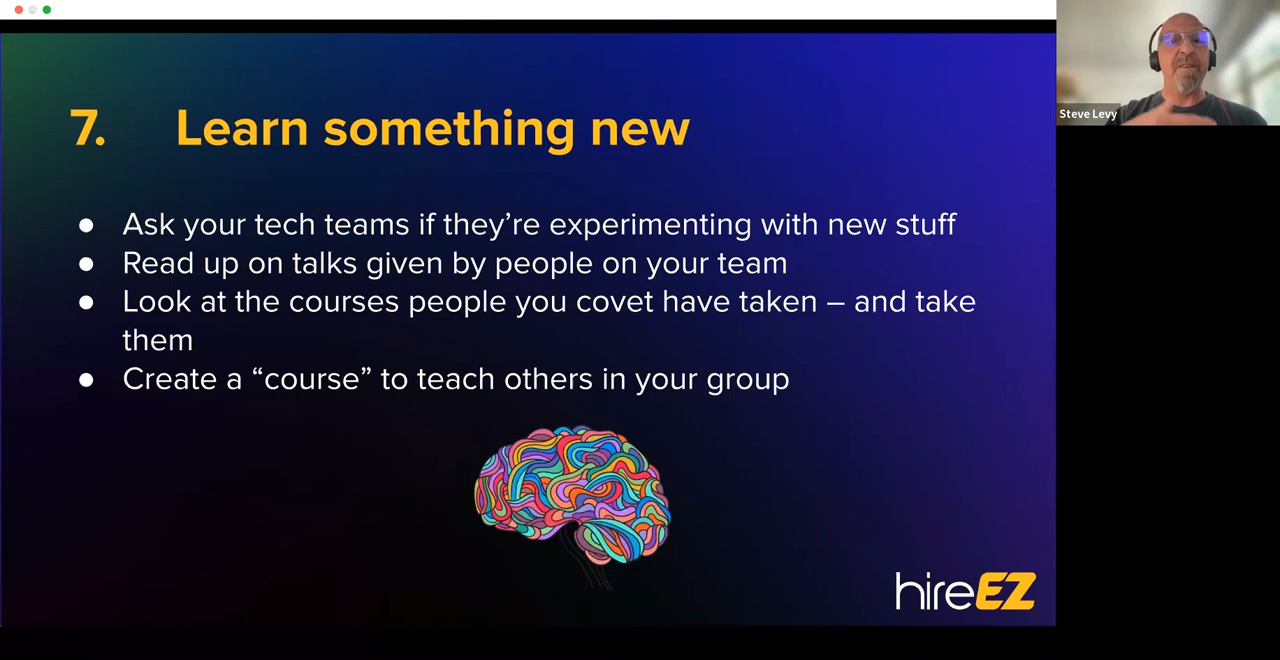 7. Learn something new
● Ask your tech teams if they’re experimenting with new stuff
● Read up on talks given by people on your team
● Look at the courses people you covet have taken – and take
them
● Create a “course” to teach others in your group
hireEZ
Steve Levy